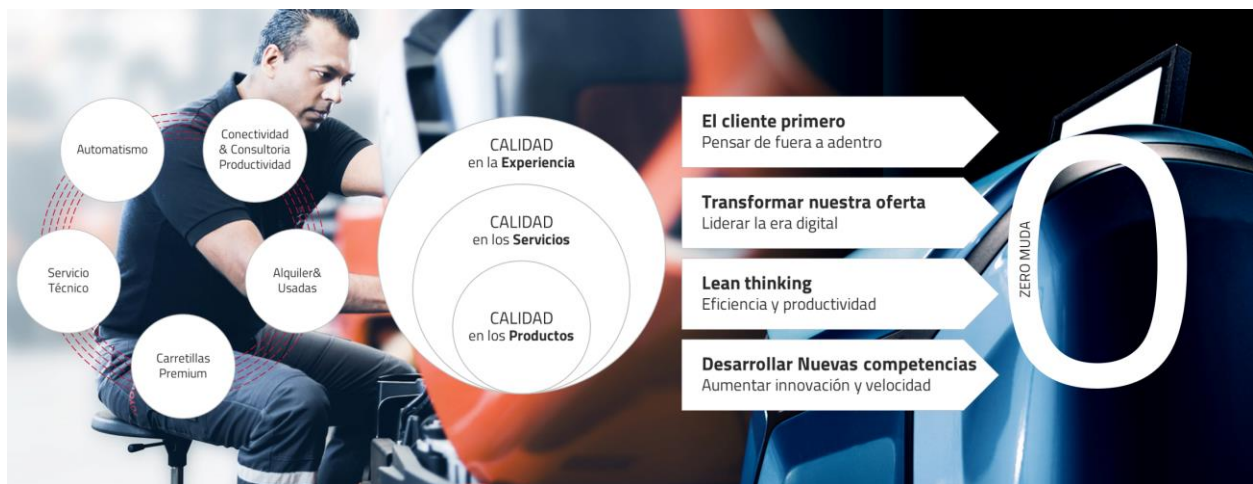 Automatismo
Conectividad
& Consultoria
Productividad
Servicio
Técnico
Alquiler&
Usadas
Carretillas
Premium
CALIDAD
en la Experiencia
CALIDAD
en los Servicios
CALIDAD
en los Productos
El cliente primero
Pensar de fuera a adentro
Transformar nuestra oferta
Liderar la era digital
Lean thinking
Eficiencia y productividad
Desarrollar Nuevas competencias
Aumentar innovación y velocidad
ZERO MUDA
0